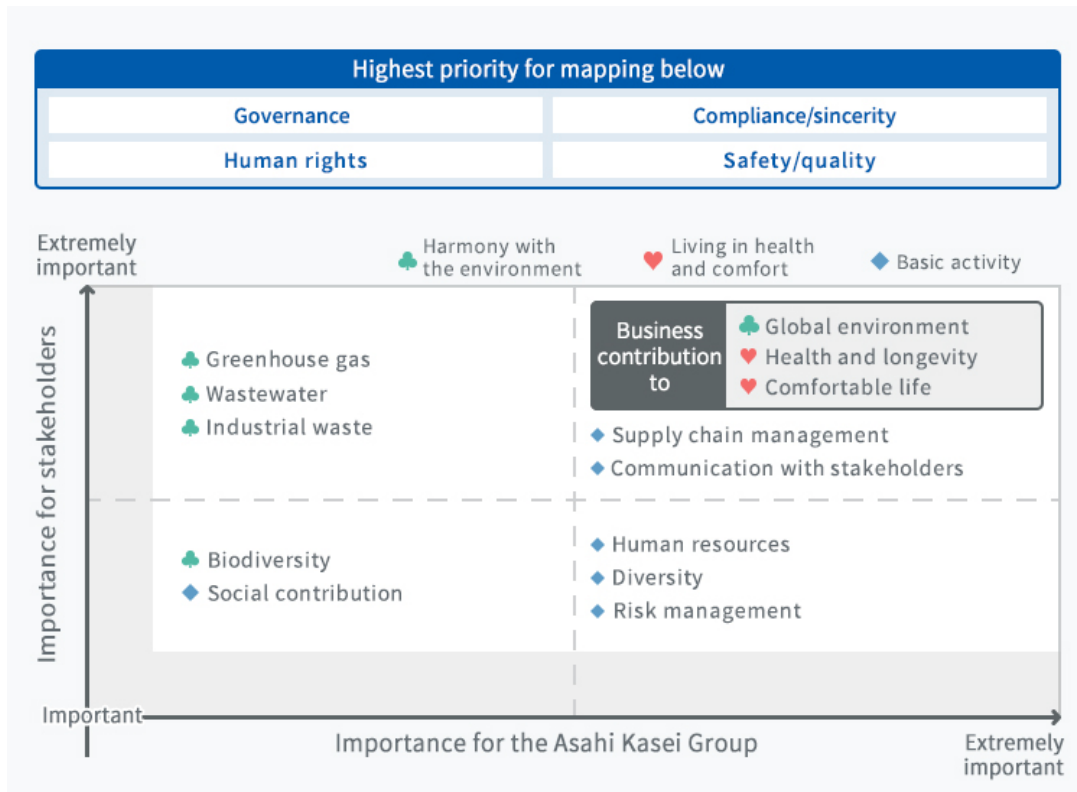 Highest priority for mapping below
Governance
Compliance/sincerity
Human rights
Safety/quality
Extremely
important
Harmony with
the environment
Living in health
and comfort
Basic activity
Importance for stakeholders
Greenhouse gas
Wastewater
Industrial waste
Business
contribution
to
Global environment
Health and longevity
Comfortable life
Supply chain management
Communication with stakeholders
Biodiversity
Social contribution
Human resources
Diversity
Risk management
Important
Importance for the Asahi Kasei Group
Extremely
important